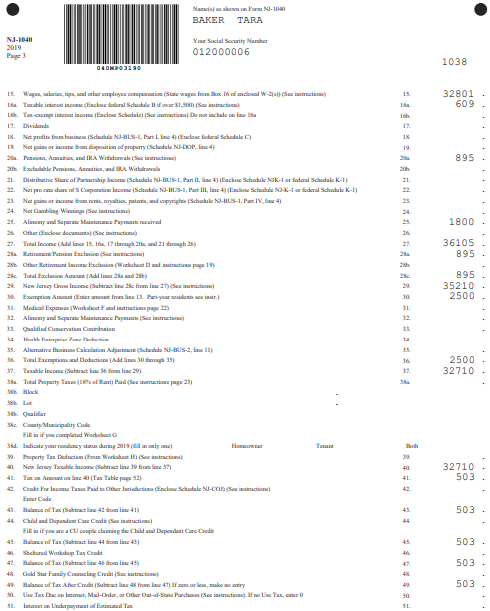 Name(s) as shown on Form NJ-1040
BAKER TARA
NJ-1040
2019
Page 3
Your Social Security Number
012000006
1038
040MP03190
15. Wages, salaries, tips, and other employee compensation (State wages from Box 16 of enclosed W-2(s)) (See instructions) 15. 32801 .
16a. Taxable interest income (Enclose federal Schedule B if over $1,500) (See instructions) 16a. 609 .
16b. Tax-exempt interest income (Enclose Schedule) (See instructions) Do not include on line 16a 16b. .
17. Dividends 17. .
18. Net profits from business (Schedule NJ-BUS-1, Part I, line 4) (Enclose federal Schedule C) 18. .
19. Net gains or income from disposition of property (Schedule NJ-DOP, line 4) 19. .
20a. Pensions, Annuities, and IRA Withdrawals (See instructions) 20a. 895 .
20b. Excludable Pensions, Annuities, and IRA Withdrawals 20b. .
21. Distributive Share of Partnership Income (Schedule NJ-BUS-1, Part II, line 4) (Enclose Schedule NJK-1 or federal Schedule K-1) 21. .
22. Net pro rata share of S Corporation Income (Schedule NJ-BUS-1, Part III, line 4) (Enclose Schedule NJ-K-1 or federal Schedule K-1) 22. .
23. Net gains or income from rents, royalties, patents, and copyrights (Schedule NJ-BUS-1, Part IV, line 4) 23. .
24. Net Gambling Winnings (See instructions) 24. .
25. Alimony and Separate Maintenance Payments received 25. 1800 .
26. Other (Enclose documents) (See instructions) 26. .
27. Total Income (Add lines 15, 16a, 17 through 20a, and 21 through 26) 27. 36105 .
28a. Retirement/Pension Exclusion (See instructions) 28a. 895 .
28b. Other Retirement Income Exclusion (Worksheet D and instructions page 19) 28b. .
28c. Total Exclusion Amount (Add lines 28a and 28b) 28c. 895 .
29. New Jersey Gross Income (Subtract line 28c from line 27) (See instructions) 29. 35210 .
30. Exemption Amount (Enter amount from line 13. Part-year residents see instr.) 30. 2500 .
31. Medical Expenses (Worksheet F and instructions page 22) 31. .
32. Alimony and Separate Maintenance Payments (See instructions) 32. .
33. Qualified Conservation Contribution 33. .
34. Health Enterprise Zone Deduction 34.
35. Alternative Business Calculation Adjustment (Schedule NJ-BUS-2, line 11) 35. .
36. Total Exemptions and Deductions (Add lines 30 through 35) 36. 2500 .
37. Taxable Income (Subtract line 36 from line 29) 37. 32710 .
38a. Total Property Taxes (18% of Rent) Paid (See instructions page 23) 38a. .
38b. Block .
38b. Lot .
38b. Qualifier
38c. County/Municipality Code
Fill in if you completed Worksheet G
38d. Indicate your residency status during 2019 (fill in only one) Homeowner Tenant Both
39. Property Tax Deduction (From Worksheet H) (See instructions) 39. .
40. New Jersey Taxable Income (Subtract line 39 from line 37) 40. 32710 .
41. Tax on Amount on line 40 (Tax Table page 52) 41. 503 .
42. Credit For Income Taxes Paid to Other Jurisdictions (Enclose Schedule NJ-COJ) (See instructions) 42. .
Enter Code
43. Balance of Tax (Subtract line 42 from line 41) 43. 503 .
44. Child and Dependent Care Credit (See instructions) 44. .
Fill in if you are a CU couple claiming the Child and Dependent Care Credit
45. Balance of Tax (Subtract line 44 from line 43) 45. 503 .
46. Sheltered Workshop Tax Credit 46. .
47. Balance of Tax (Subtract line 46 from line 45) 47. 503 .
48. Gold Star Family Counseling Credit (See instructions) 48. .
49. Balance of Tax After Credit (Subtract line 48 from line 47) If zero or less, make no entry 49. 503 .
50. Use Tax Due on Internet, Mail-Order, or Other Out-of-State Purchases (See instructions). If no Use Tax, enter 0 50. .
51. Interest on Underpayment of Estimated Tax 51. .